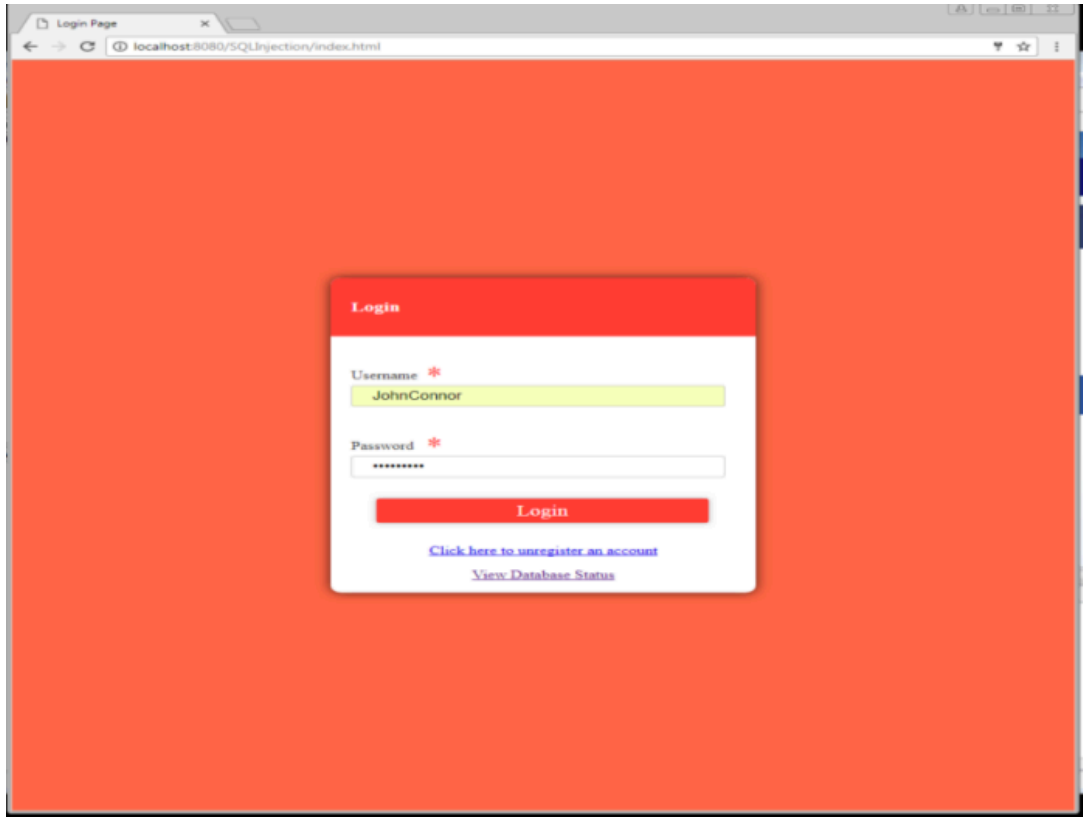 Login Page
localhost:8080/SQLInjection/index.html
Login
Username *
JohnConnor
Password *
•••••••••
Login
Click here to unregister an account
View Database Status